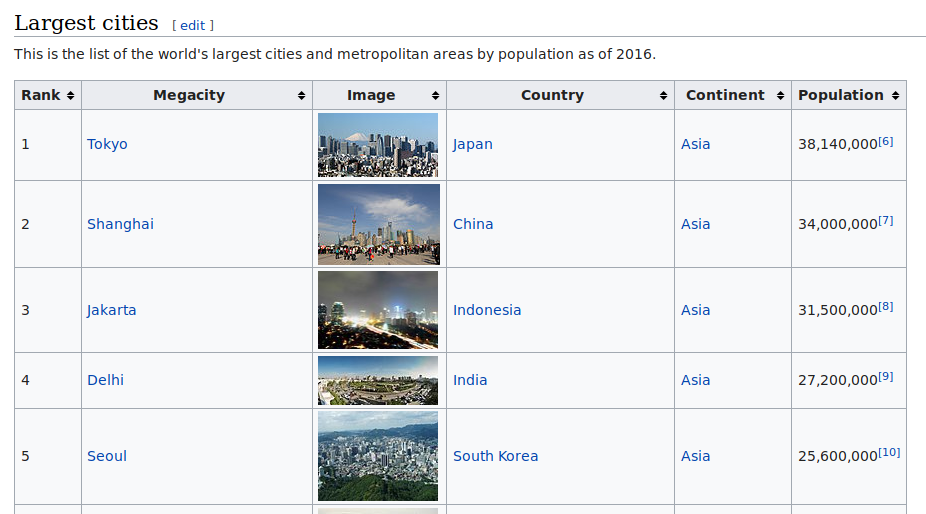 Largest cities [ edit ]
This is the list of the world's largest cities and metropolitan areas by population as of 2016.
Rank Megacity Image Country Continent Population
1 Tokyo Japan Asia 38,140,000[6]
2 Shanghai China Asia 34,000,000[7]
3 Jakarta Indonesia Asia 31,500,000[8]
4 Delhi India Asia 27,200,000[9]
5 Seoul South Korea Asia 25,600,000[10]